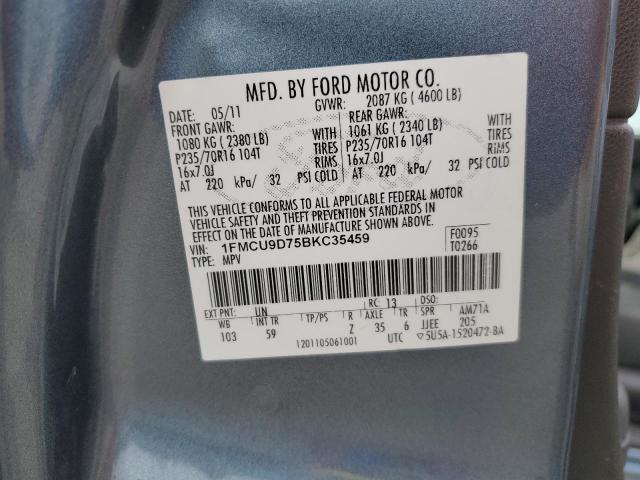 MFD. BY FORD MOTOR CO.
DATE: 05/11 GVWR: 2087 KG ( 4600 LB)
FRONT GAWR: REAR GAWR:
1080 KG ( 2380 LB) WITH 1061 KG ( 2340 LB) WITH
P235/70R16 104T TIRES P235/70R16 104T TIRES
16x7.0J RIMS 16x7.0J RIMS
AT 220 kPa/ 32 PSI COLD AT 220 kPa/ 32 PSI COLD
THIS VEHICLE CONFORMS TO ALL APPLICABLE FEDERAL MOTOR
VEHICLE SAFETY AND THEFT PREVENTION STANDARDS IN
EFFECT ON THE DATE OF MANUFACTURE SHOWN ABOVE.
VIN: 1FMCU9D75BKC35459 F0095
TYPE: MPV T0266
EXT PNT: UN RC: 13 DSO:
WB INT TR TP/PS R AXLE TR SPR AM71A
103 59 Z 35 6 JJEE 205
1201105061001 UTC ▽5U5A-1520472-BA
Ford